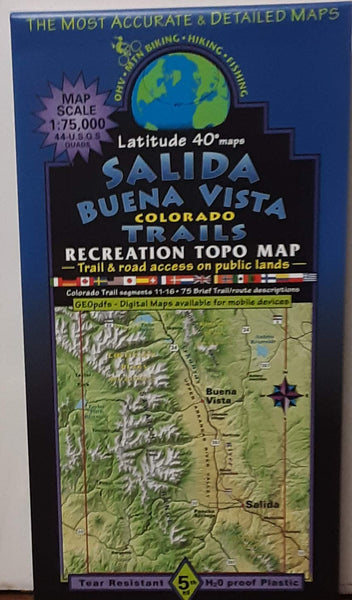 The Most Accurate & Detailed Maps
OHV • MTN BIKING • HIKING • FISHING
MAP
SCALE
1:75,000
44-U.S.G.S
QUADS
Latitude 40° maps
SALIDA
BUENA VISTA
COLORADO
TRAILS
RECREATION TOPO MAP
Trail & road access on public lands
Colorado Trail segments 11-16 • 75 Brief Trail/route descriptions
GEOpdfs - Digital Maps available for mobile devices
Buena
Vista
Salida
Tear Resistant
5th
ed
H20 proof Plastic